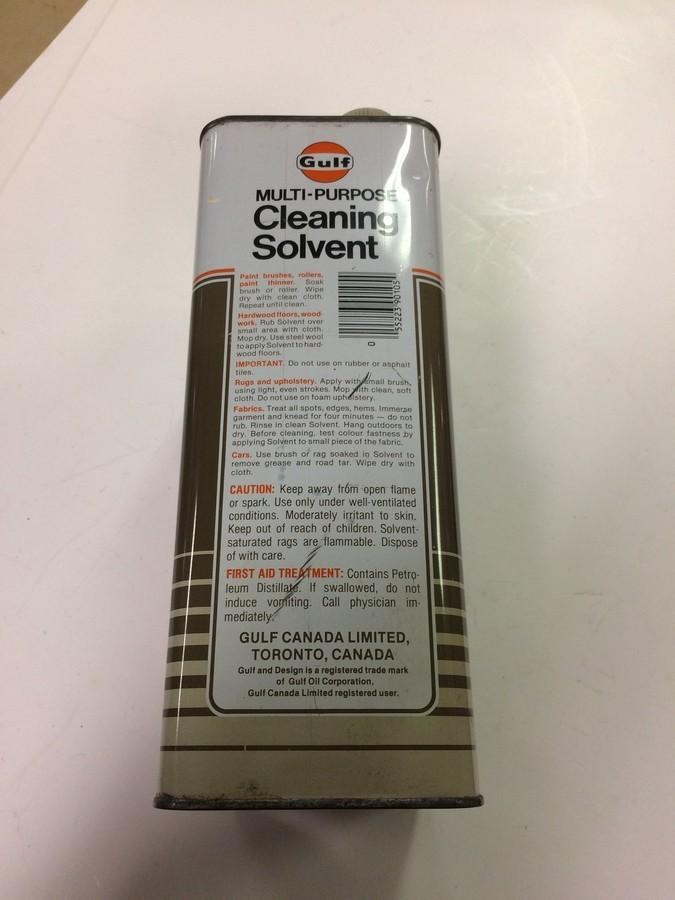 Gulf
MULTI-PURPOSE
Cleaning
Solvent
Paint brushes, rollers,
paint thinner. Soak
brush or roller. Wipe
dry with clean cloth.
Repeat until clean.
Hardwood floors, wood-
work. Rub Solvent over
small area with cloth.
Mop dry. Use steel wool
to apply Solvent to hard-
wood floors.
55223 90105
0
IMPORTANT. Do not use on rubber or asphalt
tiles.
Rugs and upholstery. Apply with small brush,
using light, even strokes. Mop with clean, soft
cloth. Do not use on foam upholstery.
Fabrics. Treat all spots, edges, hems. Immerse
garment and knead for four minutes — do not
rub. Rinse in clean Solvent. Hang outdoors to
dry. Before cleaning, test colour fastness by
applying Solvent to small piece of the fabric.
Cars. Use brush or rag soaked in Solvent to
remove grease and road tar. Wipe dry with
cloth.
CAUTION: Keep away from open flame
or spark. Use only under well-ventilated
conditions. Moderately irritant to skin.
Keep out of reach of children. Solvent-
saturated rags are flammable. Dispose
of with care.
FIRST AID TREATMENT: Contains Petro-
leum Distillate. If swallowed, do not
induce vomiting. Call physician im-
mediately.
GULF CANADA LIMITED,
TORONTO, CANADA
Gulf and Design is a registered trade mark
of Gulf Oil Corporation,
Gulf Canada Limited registered user.